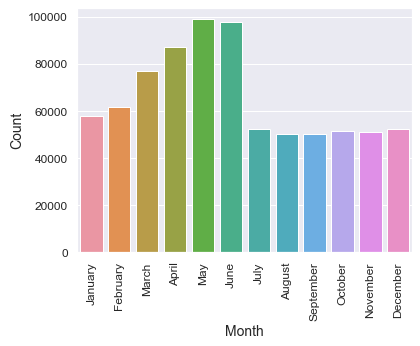 100000
80000
60000
40000
20000
0
Count
January
February
March
April
May
June
July
August
September
October
November
December
Month